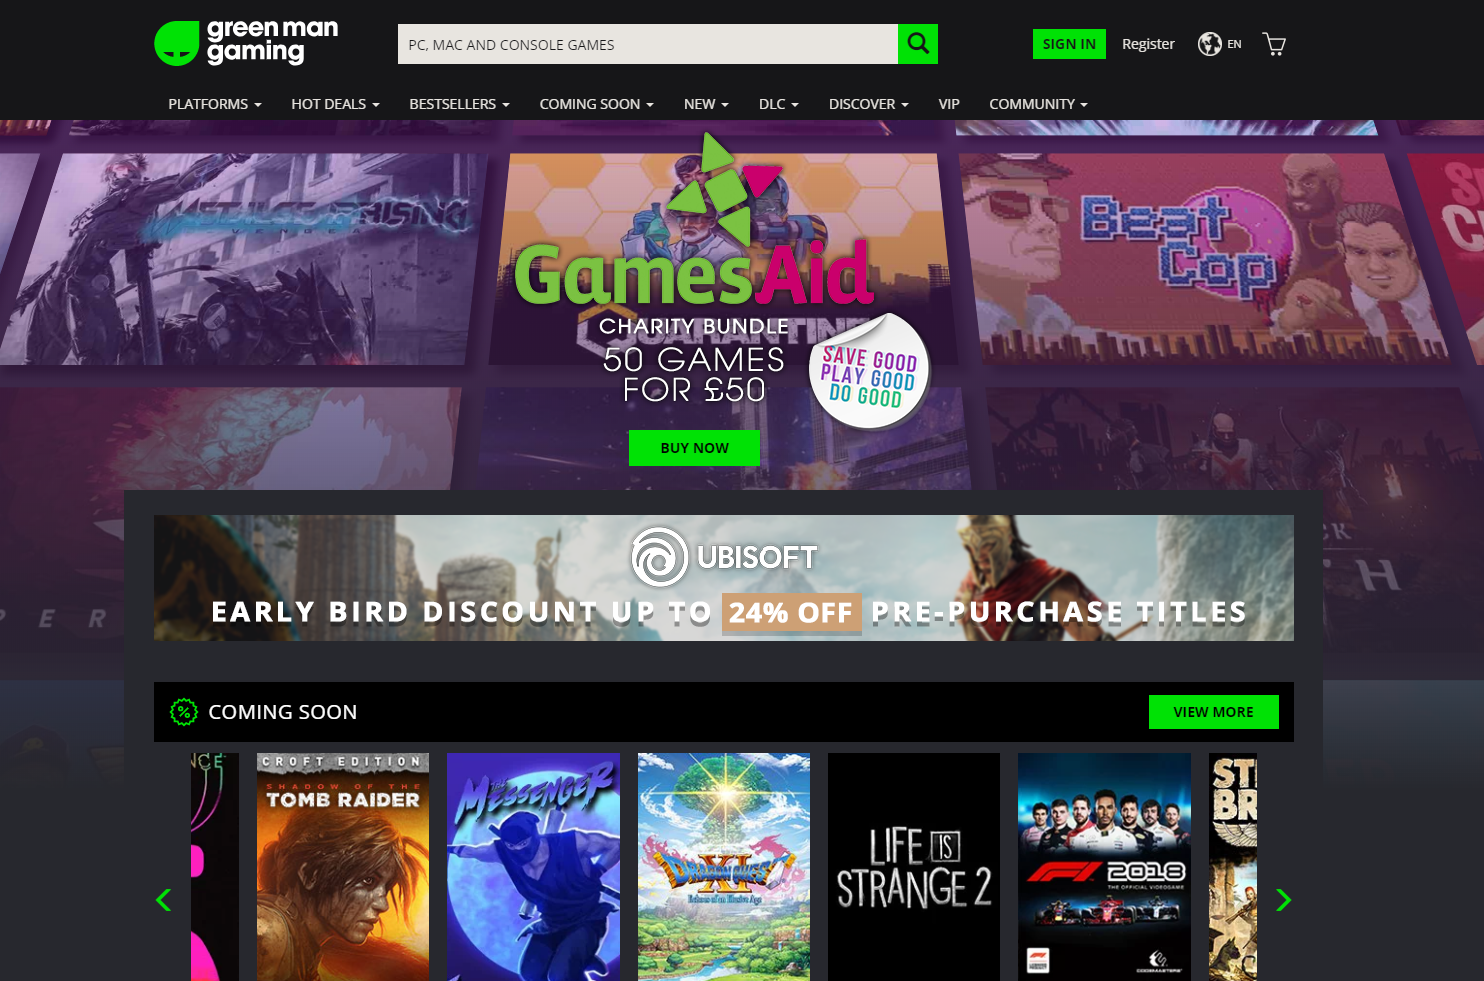 green man
gaming
PC, MAC AND CONSOLE GAMES
SIGN IN
Register
EN
PLATFORMS
HOT DEALS
BESTSELLERS
COMING SOON
NEW
DLC
DISCOVER
VIP
COMMUNITY
RISING
Beat
Cop
GamesAid
CHARITY BUNDLE
50 GAMES
FOR £50
SAVE GOOD
PLAY GOOD
DO GOOD
BUY NOW
UBISOFT
EARLY BIRD DISCOUNT UP TO 24% OFF PRE-PURCHASE TITLES
COMING SOON
VIEW MORE
CROFT EDITION
SHADOW OF THE
TOMB RAIDER
THE
MESSENGER
DRAGON QUEST
XI
Echoes of an Elusive Age
LIFE IS
STRANGE 2
F1 2018
THE OFFICIAL VIDEOGAME
CODEMASTERS
ST
BR